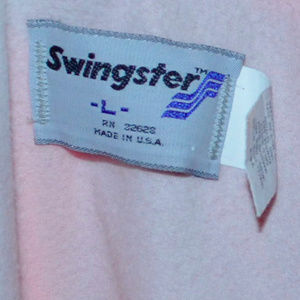 Swingster™
-L-
RN 32628
MADE IN U.S.A.